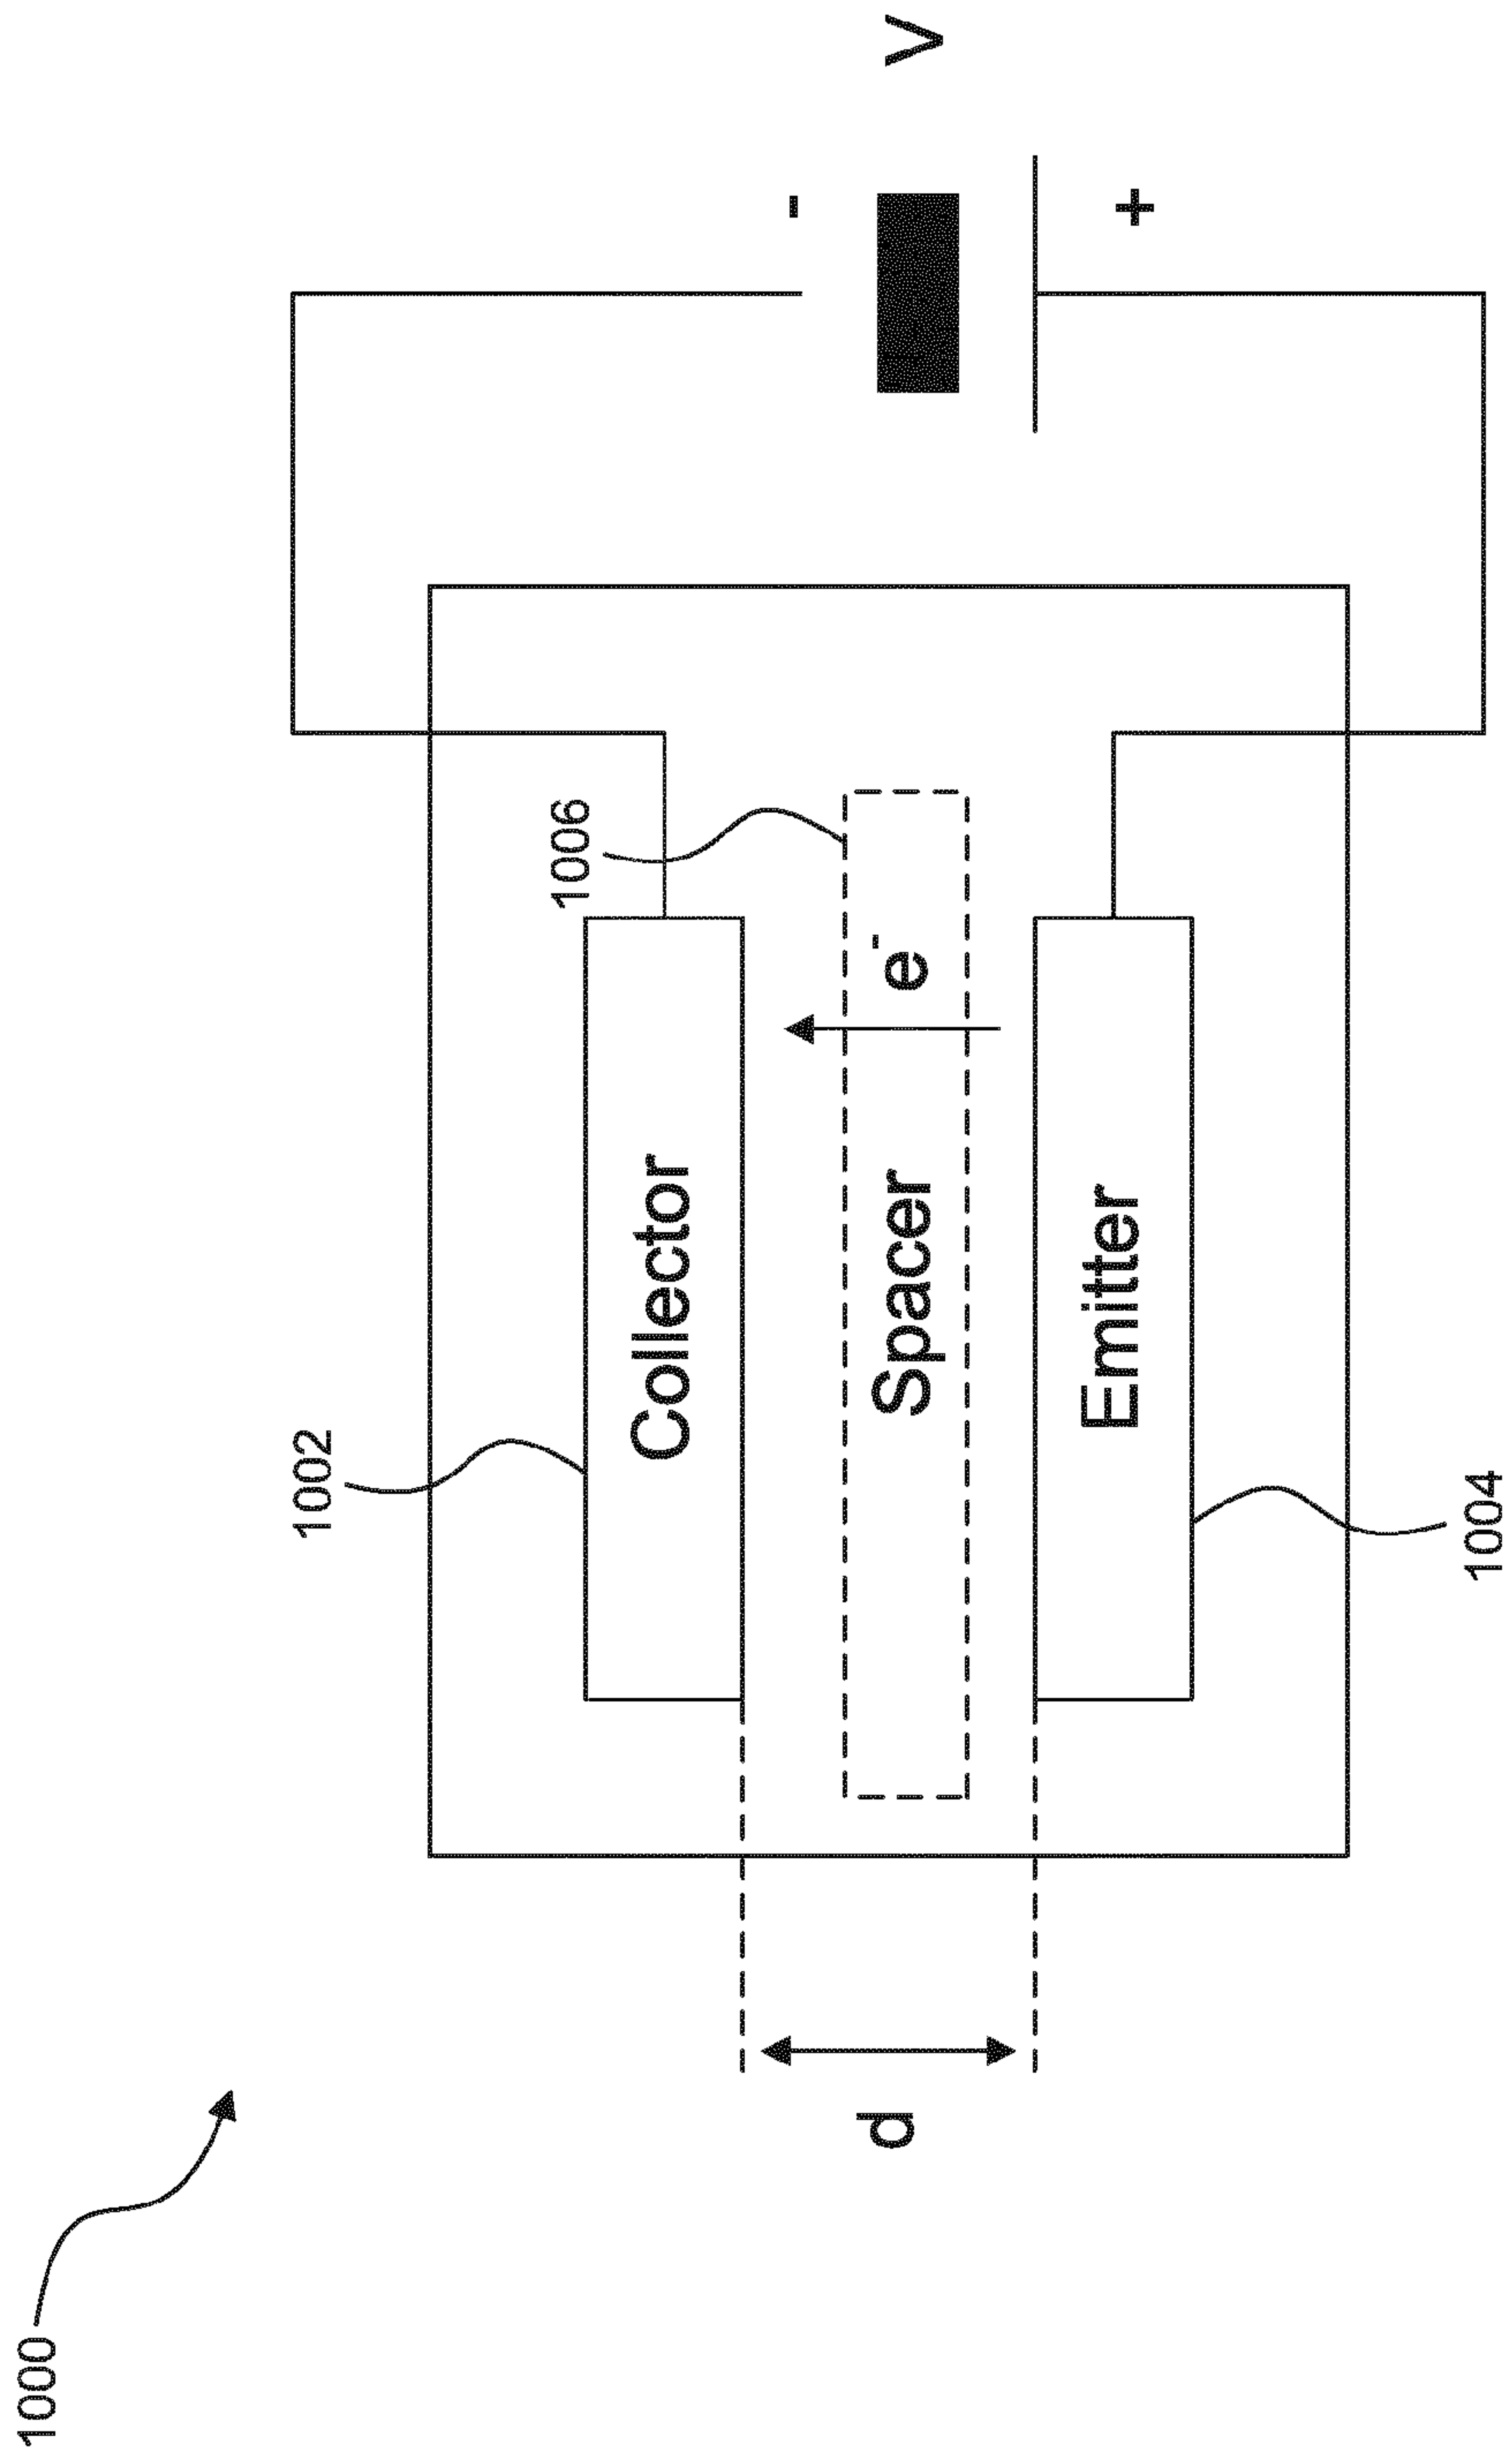 1000
1002
Collector
1006
-
V
Spacer
e-
d
Emitter
+
1004